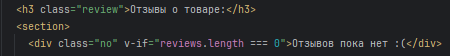 <h3 class="review">Отзывы о товаре:</h3>
<section>
<div class="no" v-if="reviews.length === 0">Отзывов пока нет :(</div>